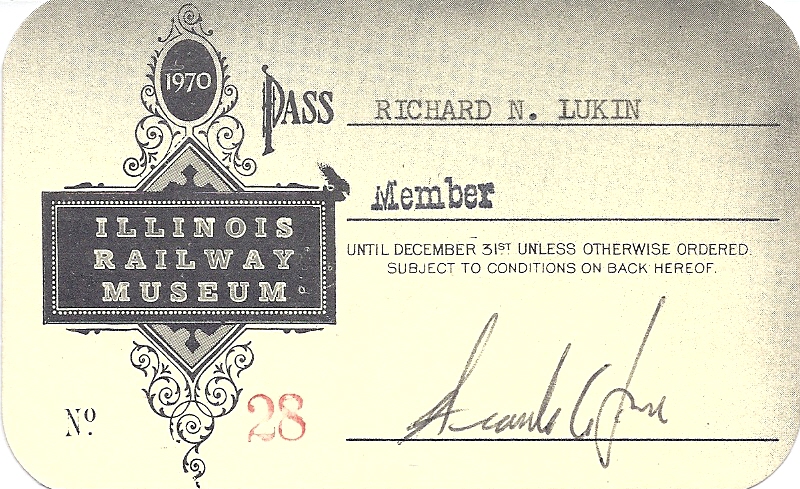 1970
PASS RICHARD N. LUKIN
Member
ILLINOIS
RAILWAY
MUSEUM
UNTIL DECEMBER 31ST UNLESS OTHERWISE ORDERED.
SUBJECT TO CONDITIONS ON BACK HEREOF.
No. 28